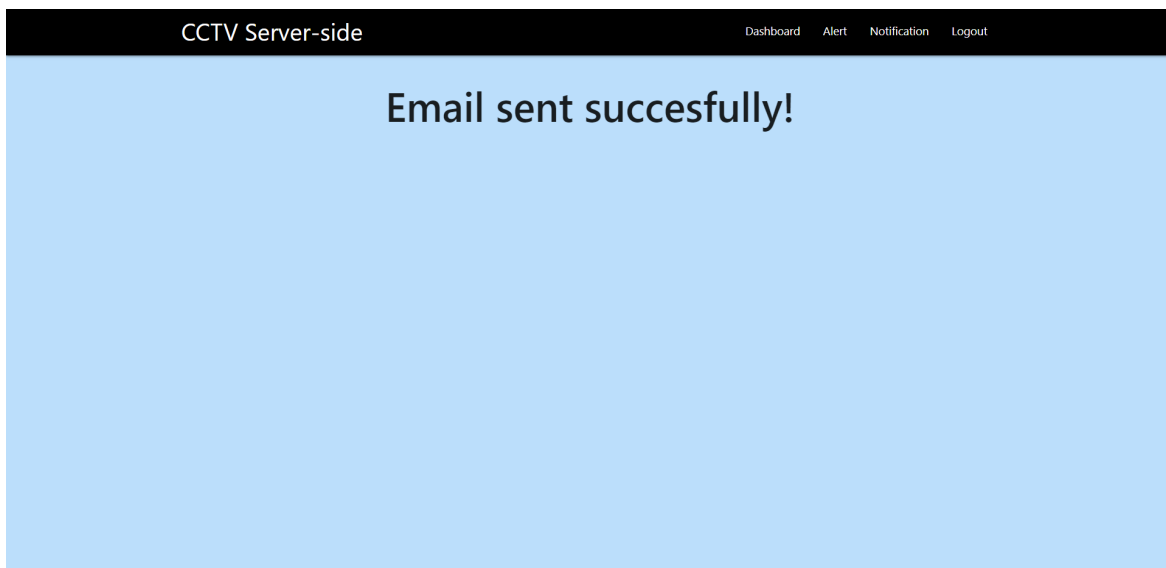 CCTV Server-side Dashboard Alert Notification Logout
Email sent succesfully!